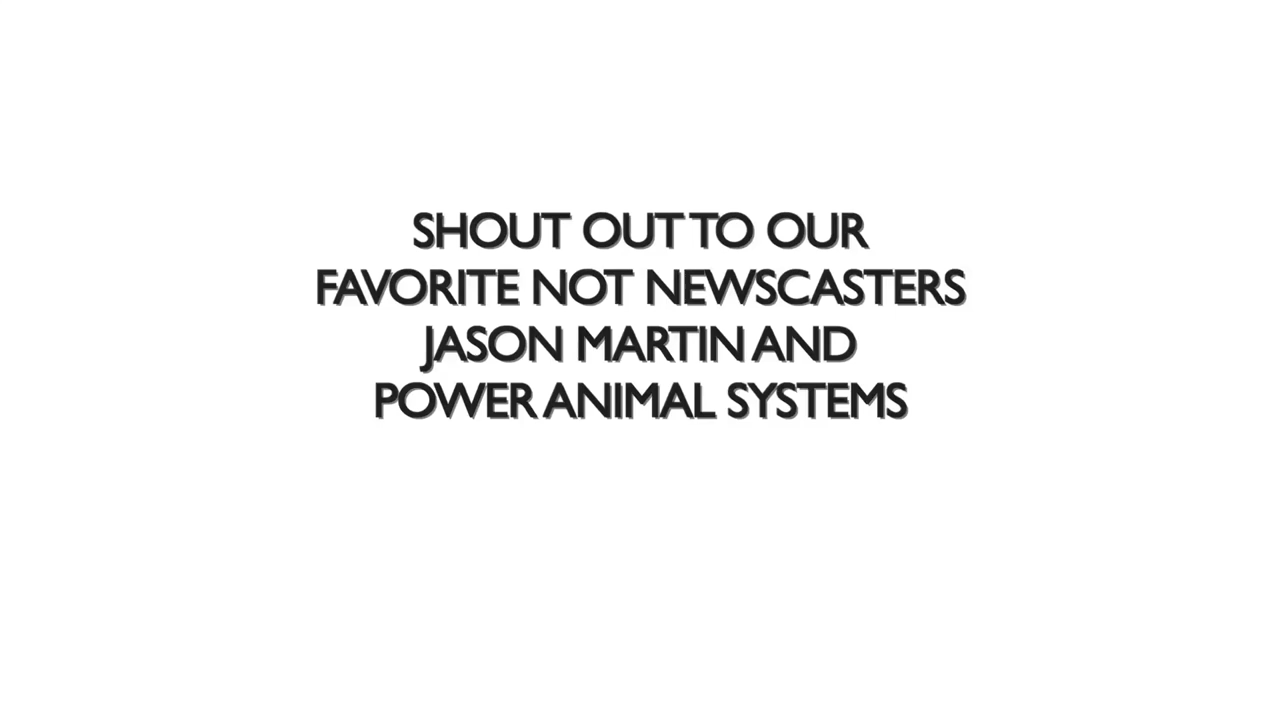 SHOUT OUT TO OUR
FAVORITE NOT NEWSCASTERS
JASON MARTIN AND
POWER ANIMAL SYSTEMS